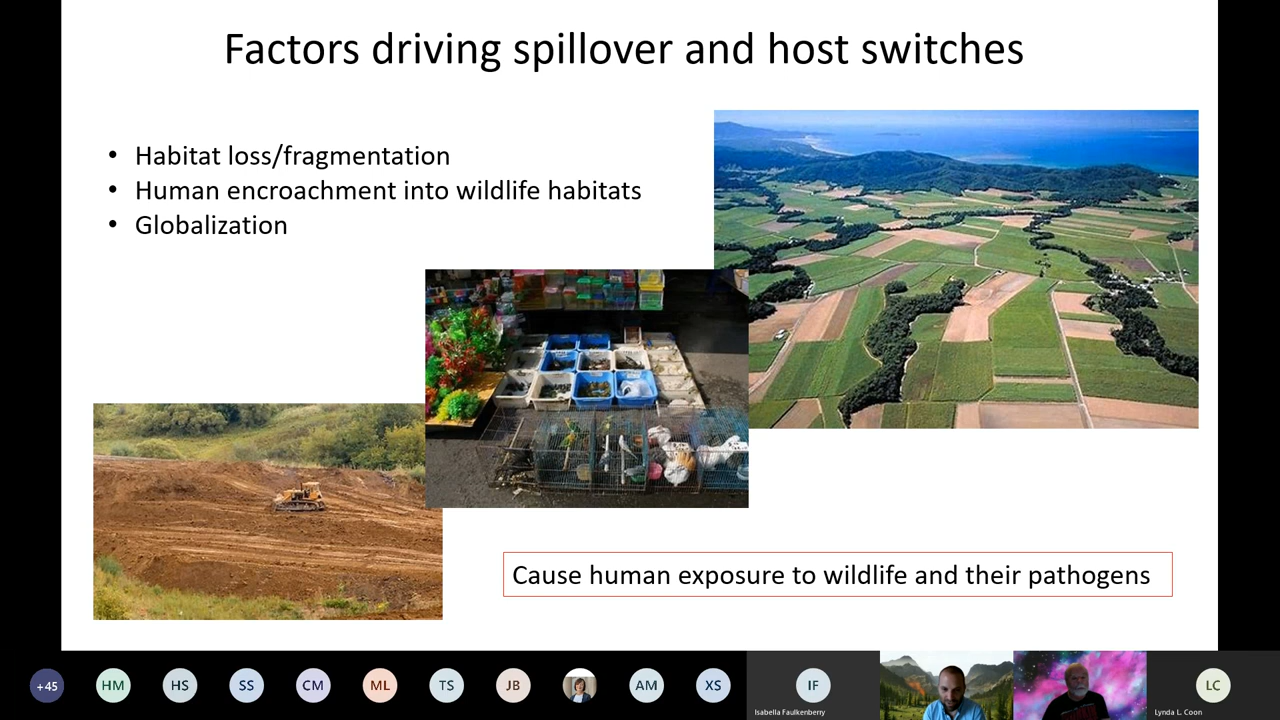 Factors driving spillover and host switches
• Habitat loss/fragmentation
• Human encroachment into wildlife habitats
• Globalization
Cause human exposure to wildlife and their pathogens
+45
HM
HS
SS
CM
ML
TS
JB
AM
XS
IF
LC
Isabella Faulkenberry
Lynda L. Coon